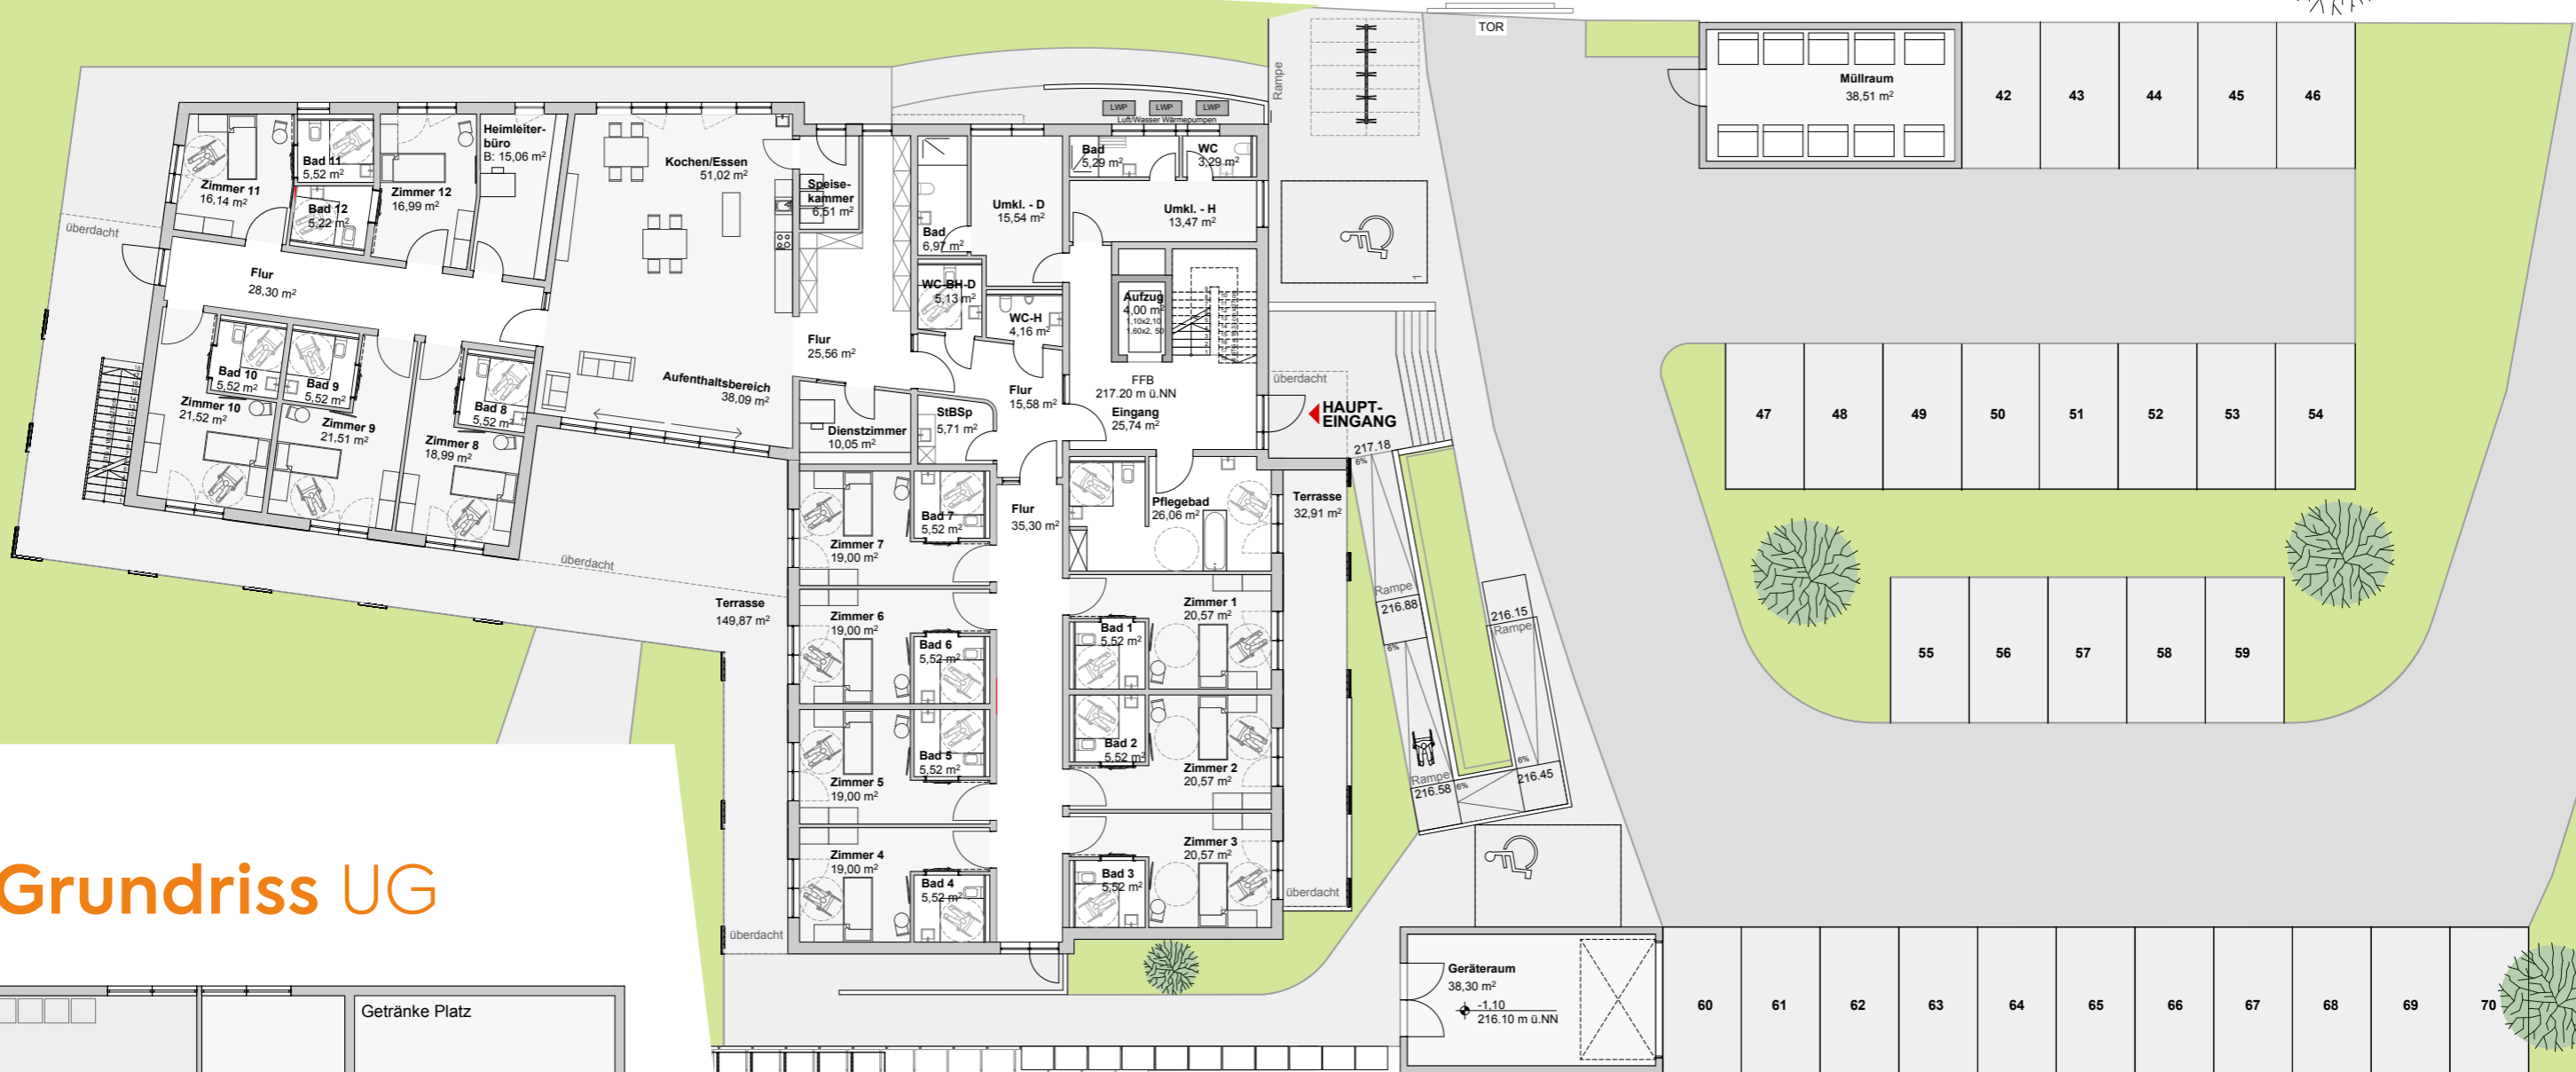 TOR
Rampe
LWP
LWP
LWP
Luft/Wasser Wärmepumpen
Müllraum
38,51 m²
42
43
44
45
46
Zimmer 11
16,14 m²
Bad 11
5,52 m²
Bad 12
5,22 m²
Zimmer 12
16,99 m²
Heimleiter-
büro
B: 15,06 m²
Kochen/Essen
51,02 m²
Speise-
kammer
6,51 m²
Bad
6,97 m²
Umkl. - D
15,54 m²
Bad
5,29 m²
WC
3,29 m²
Umkl. - H
13,47 m²
überdacht
Flur
28,30 m²
WC-BH-D
5,13 m²
WC-H
4,16 m²
Aufzug
4,00 m²
1,10x2,10
1,60x2,50
1
Flur
25,56 m²
FFB
217.20 m ü.NN
Eingang
25,74 m²
überdacht
HAUPT-
EINGANG
Bad 10
5,52 m²
Zimmer 10
21,52 m²
Bad 9
5,52 m²
Zimmer 9
21,51 m²
Bad 8
5,52 m²
Zimmer 8
18,99 m²
Aufenthaltsbereich
38,09 m²
Dienstzimmer
10,05 m²
StBSp
5,71 m²
Flur
15,58 m²
47
48
49
50
51
52
53
54
217.18
6%
Zimmer 7
19,00 m²
Bad 7
5,52 m²
Flur
35,30 m²
Pflegebad
26,06 m²
Terrasse
32,91 m²
überdacht
Terrasse
149,87 m²
Zimmer 6
19,00 m²
Bad 6
5,52 m²
Bad 1
5,52 m²
Zimmer 1
20,57 m²
Rampe
216.88
6%
216.15
Rampe
55
56
57
58
59
Zimmer 5
19,00 m²
Bad 5
5,52 m²
Bad 2
5,52 m²
Zimmer 2
20,57 m²
Rampe
216.58
6%
6%
216.45
Zimmer 4
19,00 m²
Bad 4
5,52 m²
Bad 3
5,52 m²
Zimmer 3
20,57 m²
überdacht
überdacht
Grundriss UG
Getränke Platz
Geräteraum
38,30 m²
-1,10
216.10 m ü.NN
60
61
62
63
64
65
66
67
68
69
70